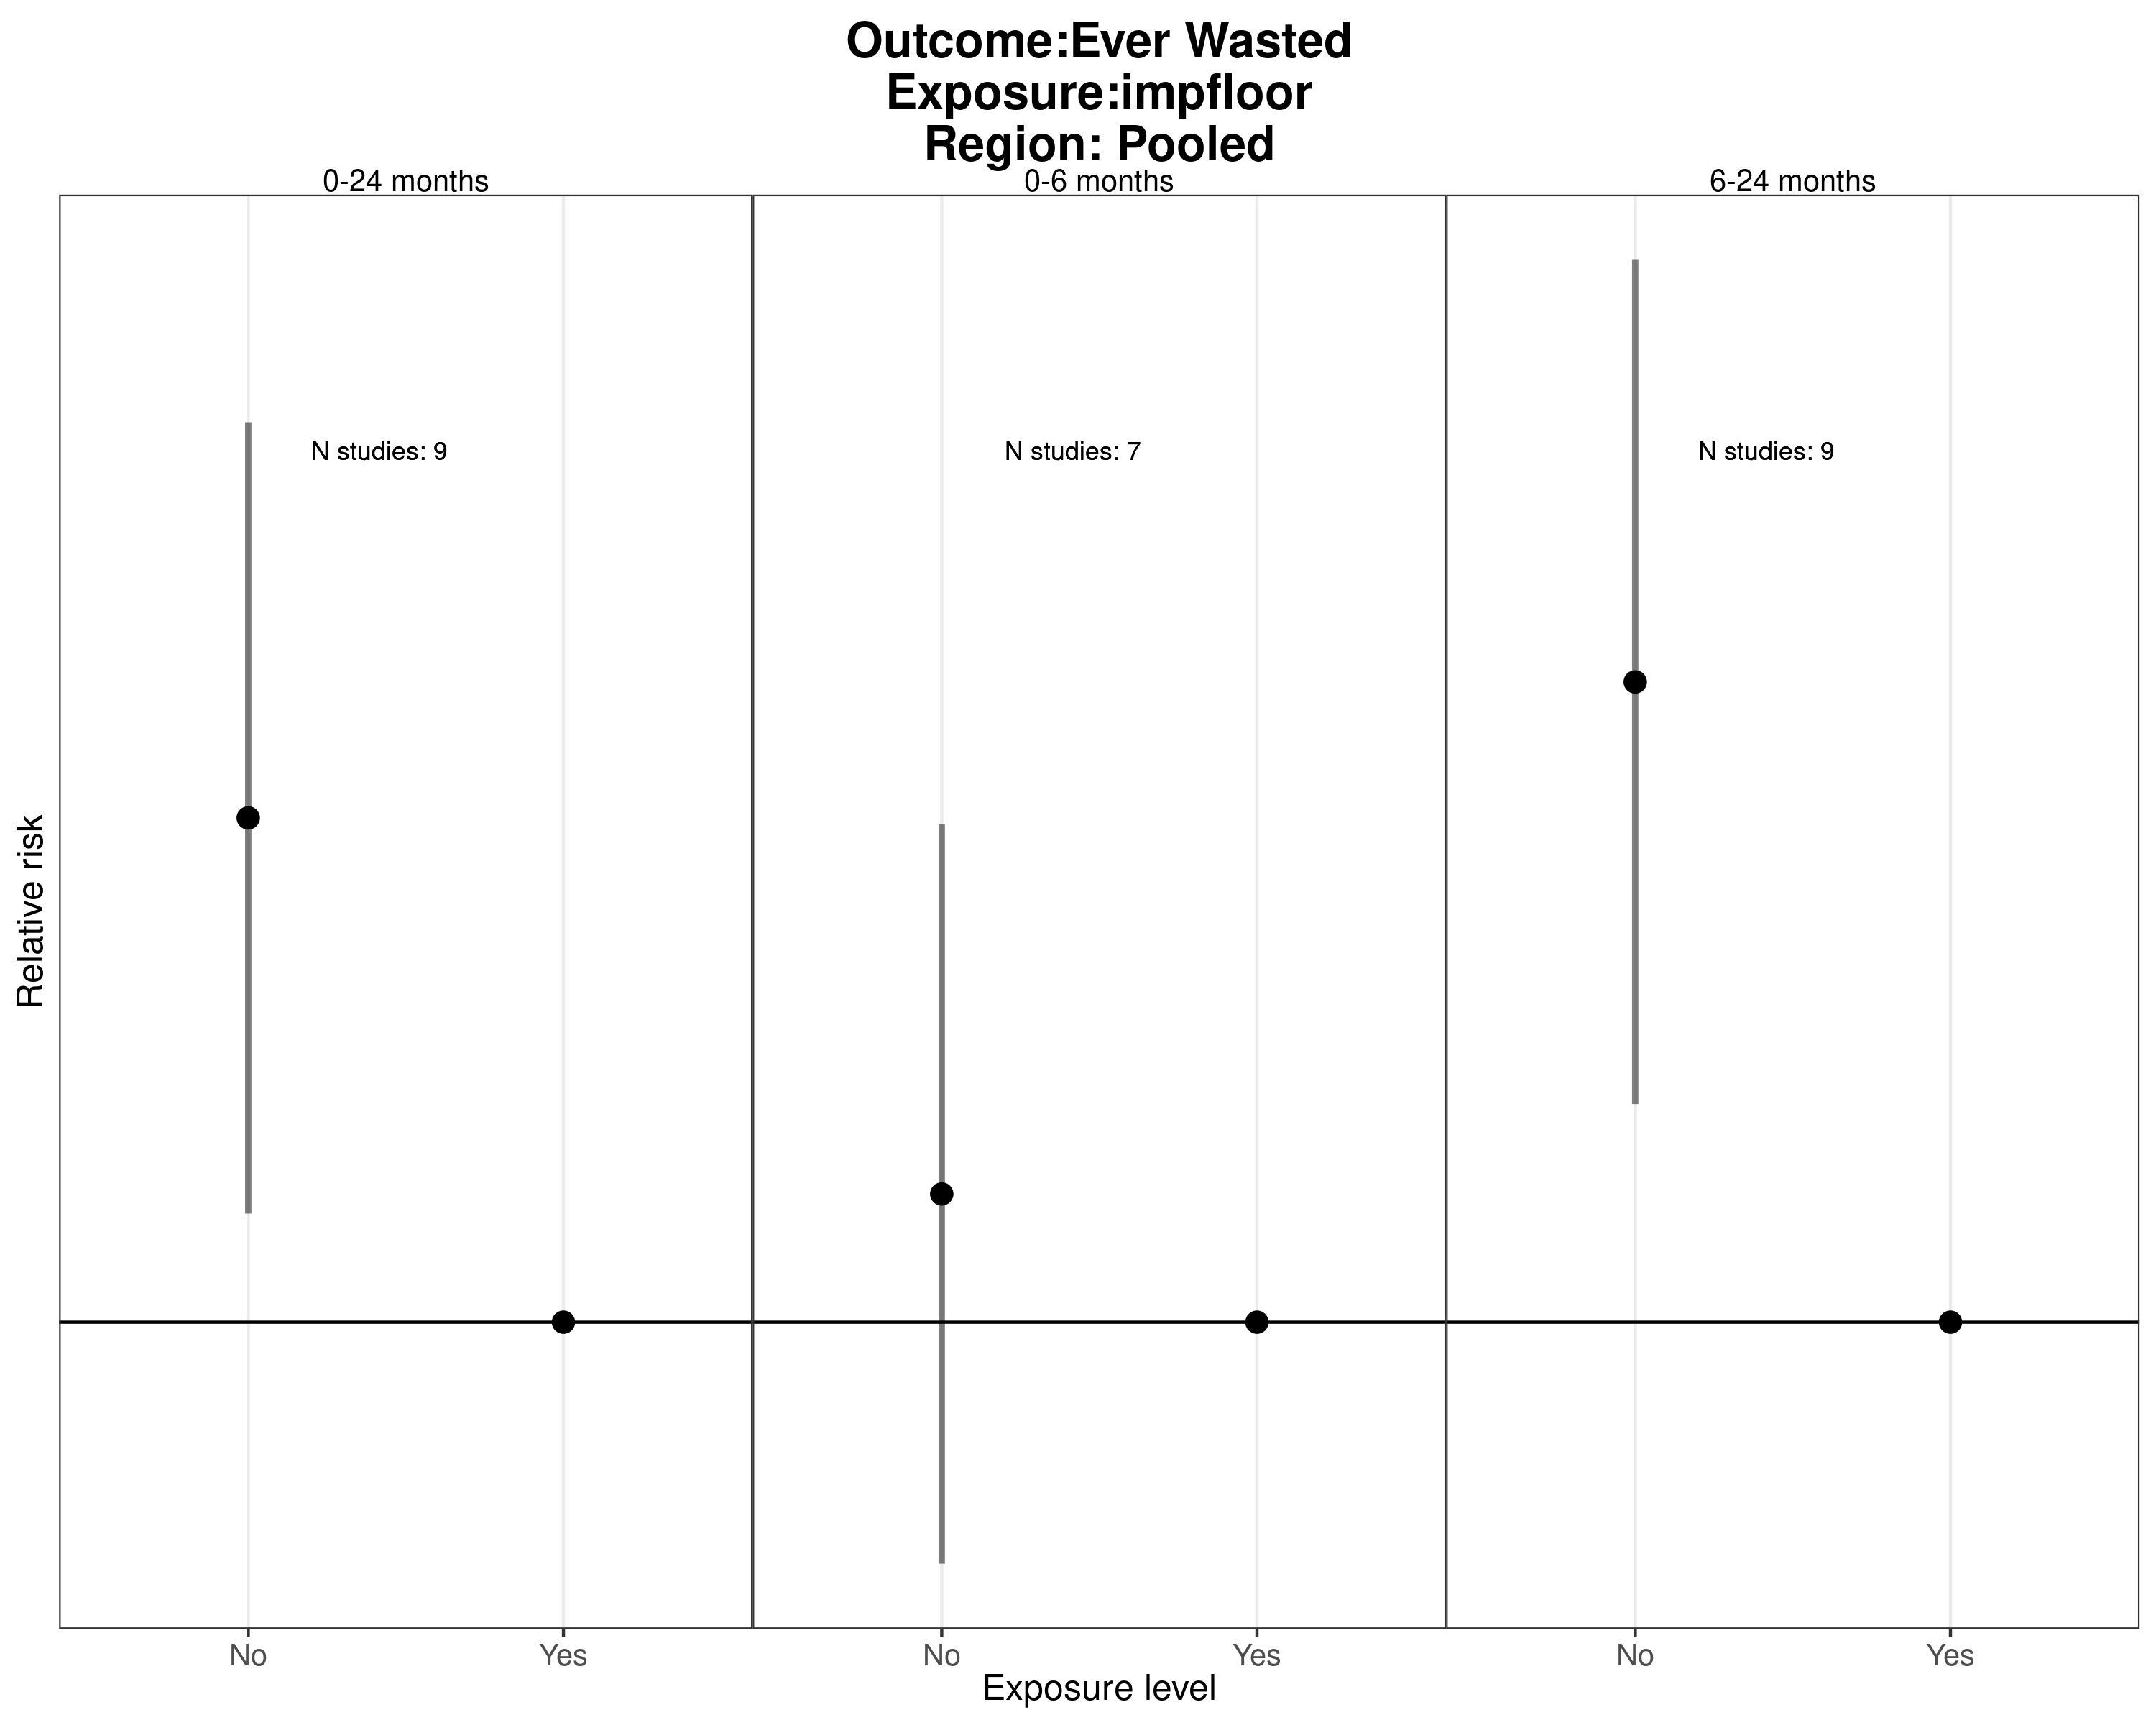 Outcome:Ever Wasted
Exposure:impfloor
Region: Pooled
0-24 months
0-6 months
6-24 months
N studies: 9
N studies: 7
N studies: 9
Relative risk
No
Yes
No
Yes
No
Yes
Exposure level